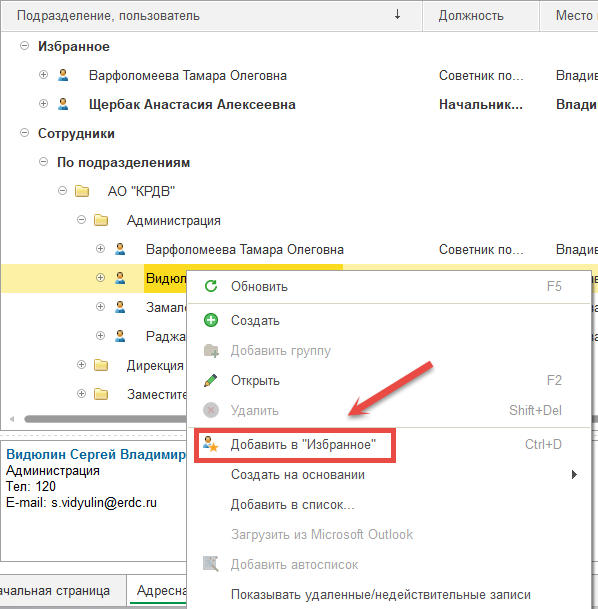 Подразделение, пользователь ↓ Должность Место
Избранное
Варфоломеева Тамара Олеговна Советник по... Влади
Щербак Анастасия Алексеевна Начальник... Влади
Сотрудники
По подразделениям
АО "КРДВ"
Администрация
Варфоломеева Тамара Олеговна Советник по... Влади
Видюл
Обновить F5
Замал
Создать
Раджа
Добавить группу
Дирекция
Открыть F2
Заместите
Удалить Shift+Del
Добавить в "Избранное" Ctrl+D
Видюлин Сергей Владимир
Администрация
Создать на основании
Тел: 120
E-mail: s.vidyulin@erdc.ru
Добавить в список...
Загрузить из Microsoft Outlook
Добавить автосписок
ачальная страница Адресна
Показывать удаленные/недействительные записи